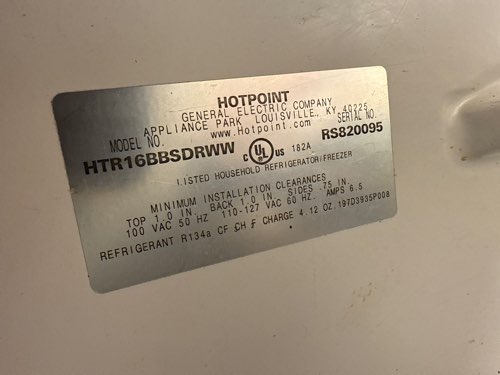 HOTPOINT
GENERAL ELECTRIC COMPANY
APPLIANCE PARK LOUISVILLE, KY 40225
MODEL NO. www.Hotpoint.com SERIAL NO.
HTR16BBSDRWW C UL US 182A RS820095
LISTED HOUSEHOLD REFRIGERATOR/FREEZER
MINIMUM INSTALLATION CLEARANCES
TOP 1.0 IN. BACK 1.0 IN. SIDES .75 IN.
100 VAC 50 HZ 110-127 VAC 60 HZ. AMPS 6.5
REFRIGERANT R134a CF CH F CHARGE 4.12 OZ. 197D3935P008